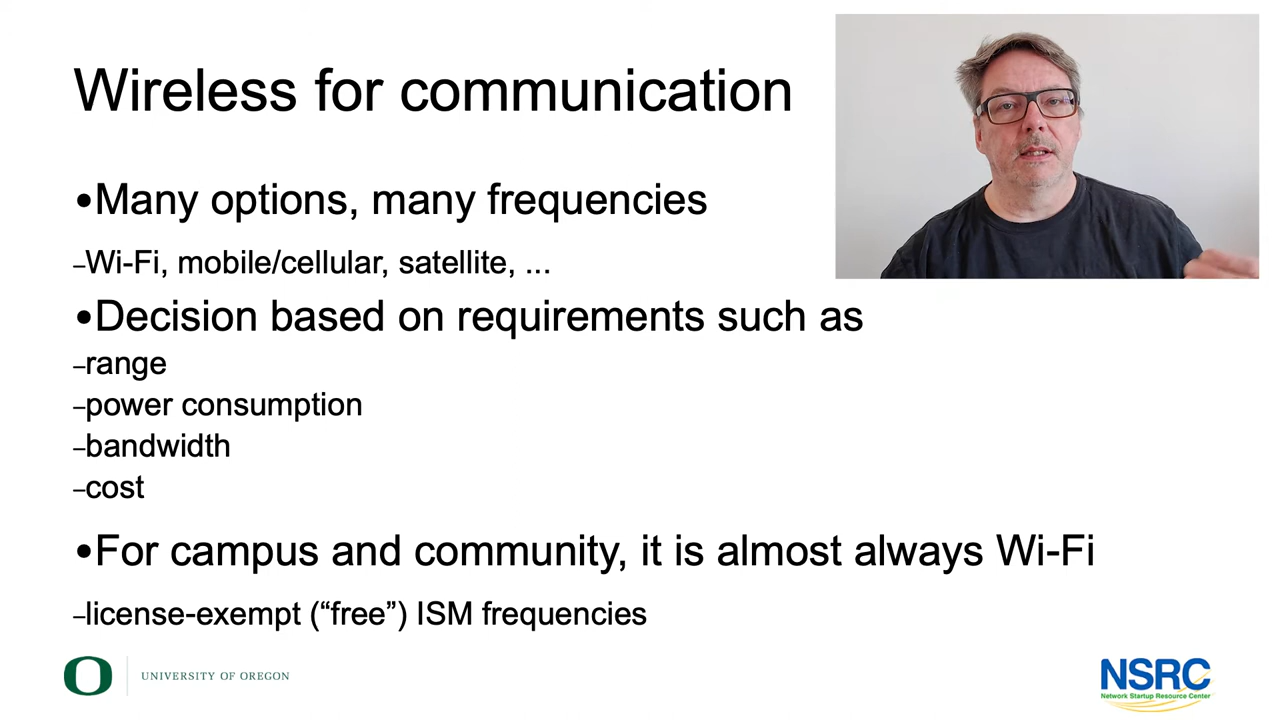 Wireless for communication
•Many options, many frequencies
–Wi-Fi, mobile/cellular, satellite, ...
•Decision based on requirements such as
–range
–power consumption
–bandwidth
–cost
•For campus and community, it is almost always Wi-Fi
–license-exempt (“free”) ISM frequencies
O
UNIVERSITY OF OREGON
NSRC
Network Startup Resource Center